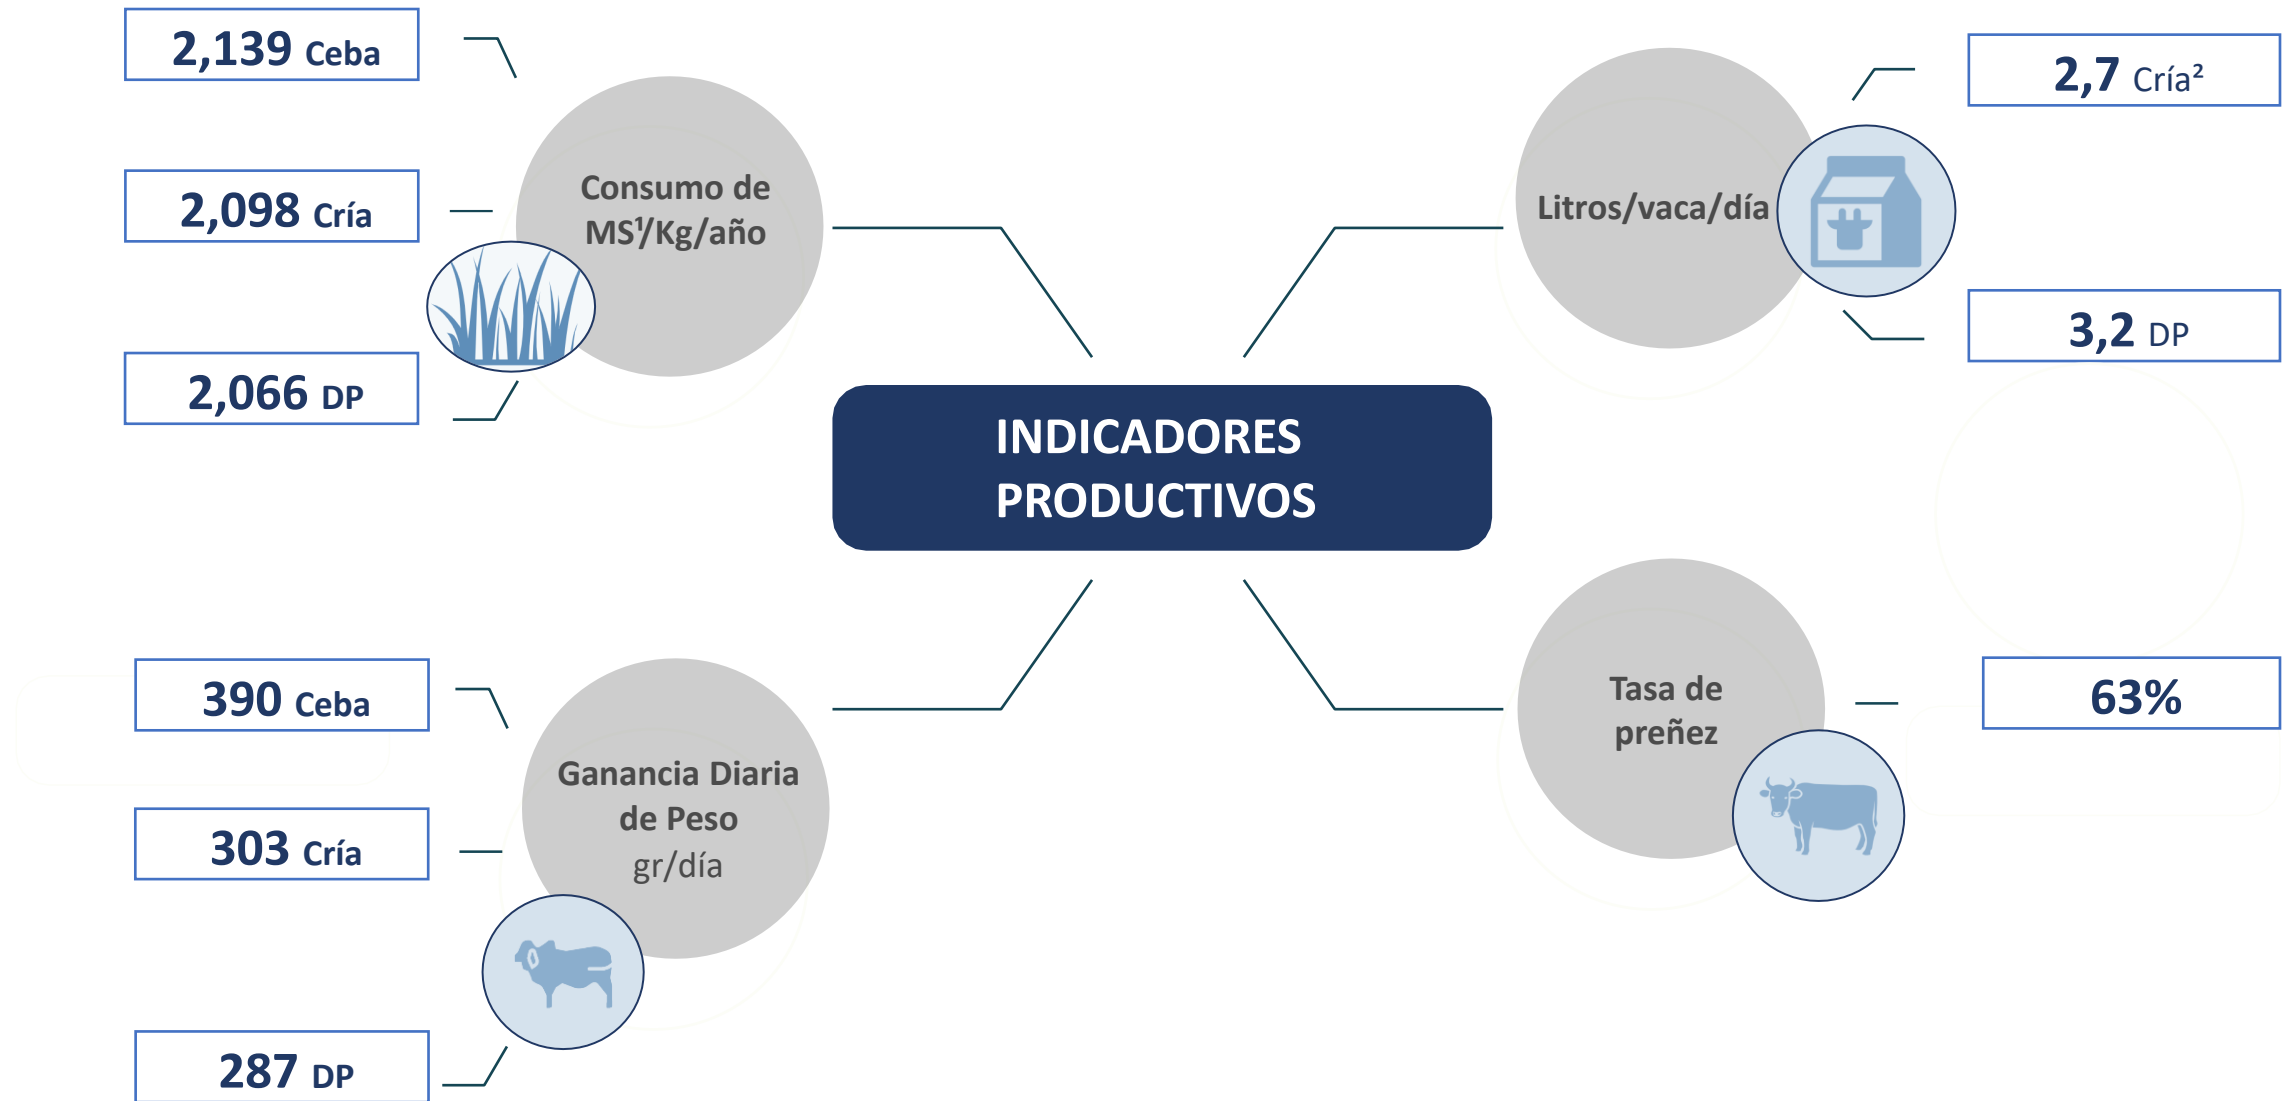 2,139 Ceba
2,098 Cría
2,066 DP
Consumo de
MS¹/Kg/año
Litros/vaca/día
2,7 Cría²
3,2 DP
INDICADORES
PRODUCTIVOS
390 Ceba
303 Cría
287 DP
Ganancia Diaria
de Peso
gr/día
Tasa de
preñez
63%